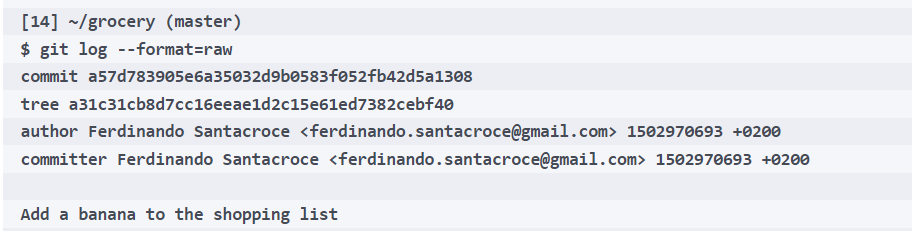 [14] ~/grocery (master)
$ git log --format=raw
commit a57d783905e6a35032d9b0583f052fb42d5a1308
tree a31c31cb8d7cc16eeae1d2c15e61ed7382cebf40
author Ferdinando Santacroce <ferdinando.santacroce@gmail.com> 1502970693 +0200
committer Ferdinando Santacroce <ferdinando.santacroce@gmail.com> 1502970693 +0200
Add a banana to the shopping list